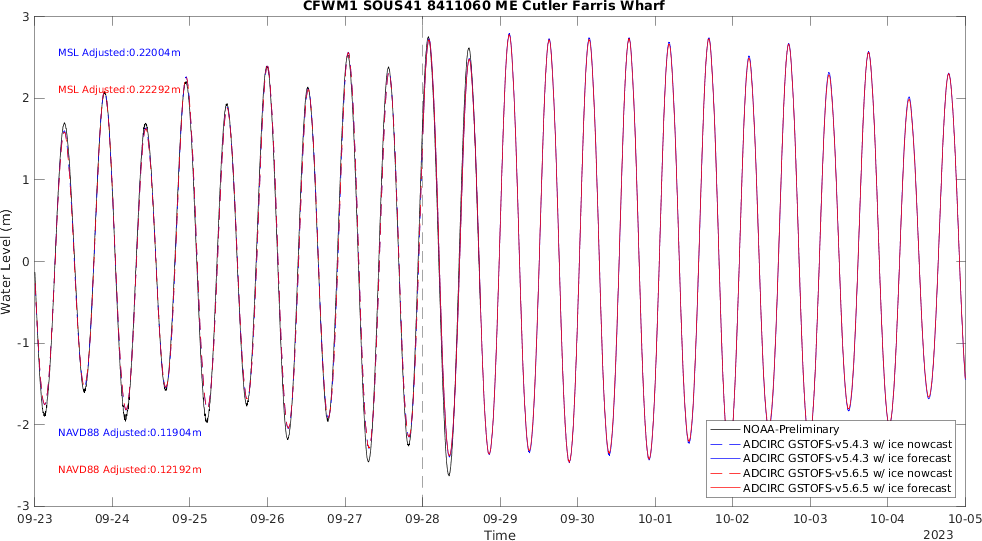 CFWM1 SOUS41 8411060 ME Cutler Farris Wharf
3
2
1
0
-1
-2
-3
Water Level (m)
MSL Adjusted:0.22004m
MSL Adjusted:0.22292m
NAVD88 Adjusted:0.11904m
NAVD88 Adjusted:0.12192m
NOAA-Preliminary
ADCIRC GSTOFS-v5.4.3 w/ ice nowcast
ADCIRC GSTOFS-v5.4.3 w/ ice forecast
ADCIRC GSTOFS-v5.6.5 w/ ice nowcast
ADCIRC GSTOFS-v5.6.5 w/ ice forecast
09-23 09-24 09-25 09-26 09-27 09-28 09-29 09-30 10-01 10-02 10-03 10-04 10-05
Time
2023